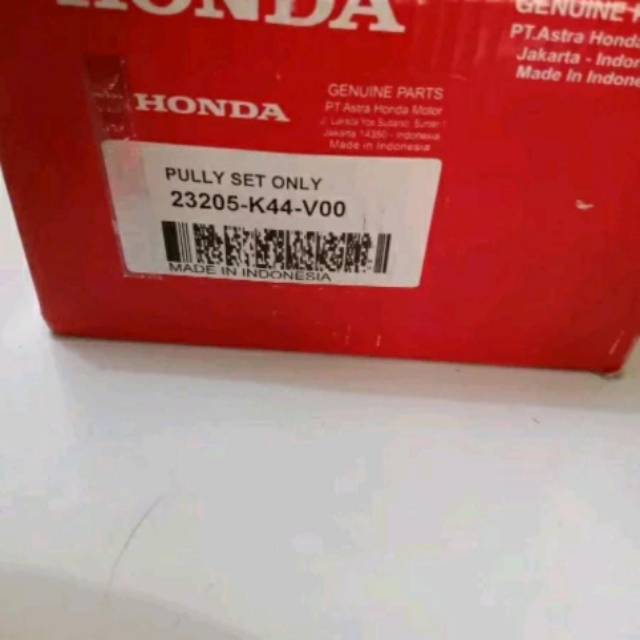 HONDA
GENUINE
PT.Astra Honda
Jakarta - Indon
Made In Indone
HONDA
GENUINE PARTS
PT Astra Honda Motor
Jakarta 14350 - Indonesia
Made in Indonesia
PULLY SET ONLY
23205-K44-V00
MADE IN INDONESIA